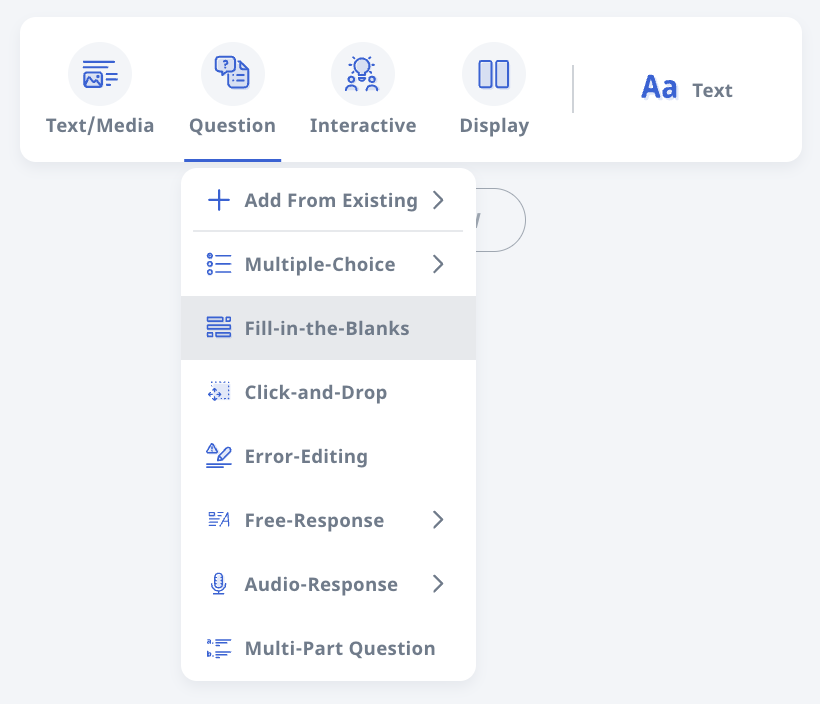 Text/Media
Question
Interactive
Display
Aa Text
Add From Existing
Multiple-Choice
Fill-in-the-Blanks
Click-and-Drop
Error-Editing
Free-Response
Audio-Response
Multi-Part Question